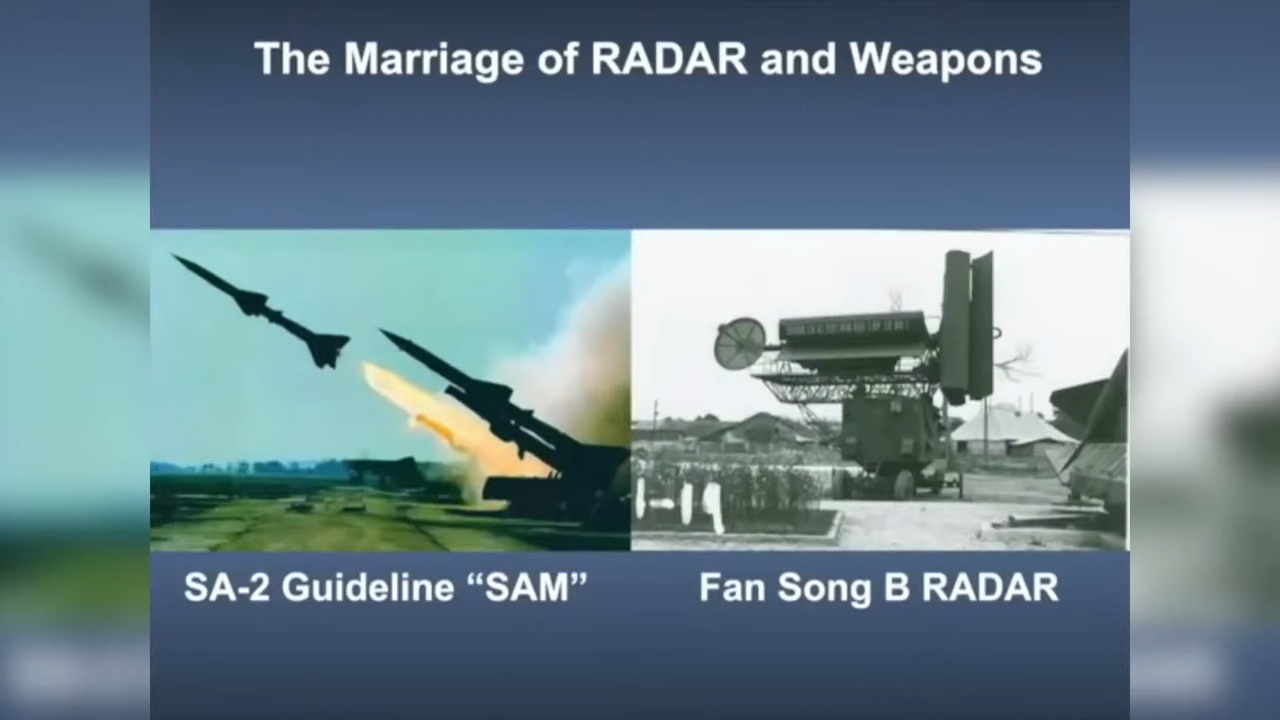 The Marriage of RADAR and Weapons
SA-2 Guideline “SAM”
Fan Song B RADAR